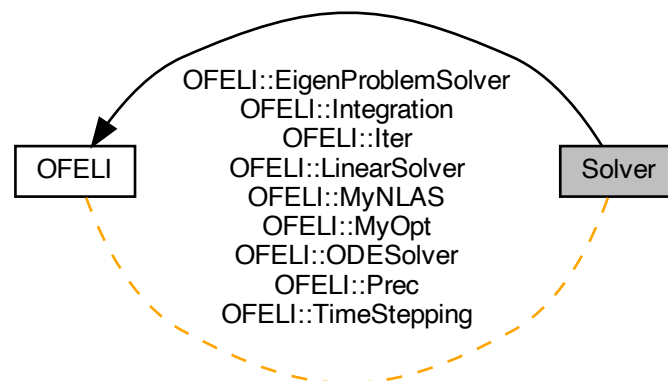 OFELI::EigenProblemSolver
OFELI::Integration
OFELI::Iter
OFELI
OFELI::LinearSolver
Solver
OFELI::MyNLAS
OFELI::MyOpt
OFELI::ODESolver
OFELI::Prec
OFELI::TimeStepping